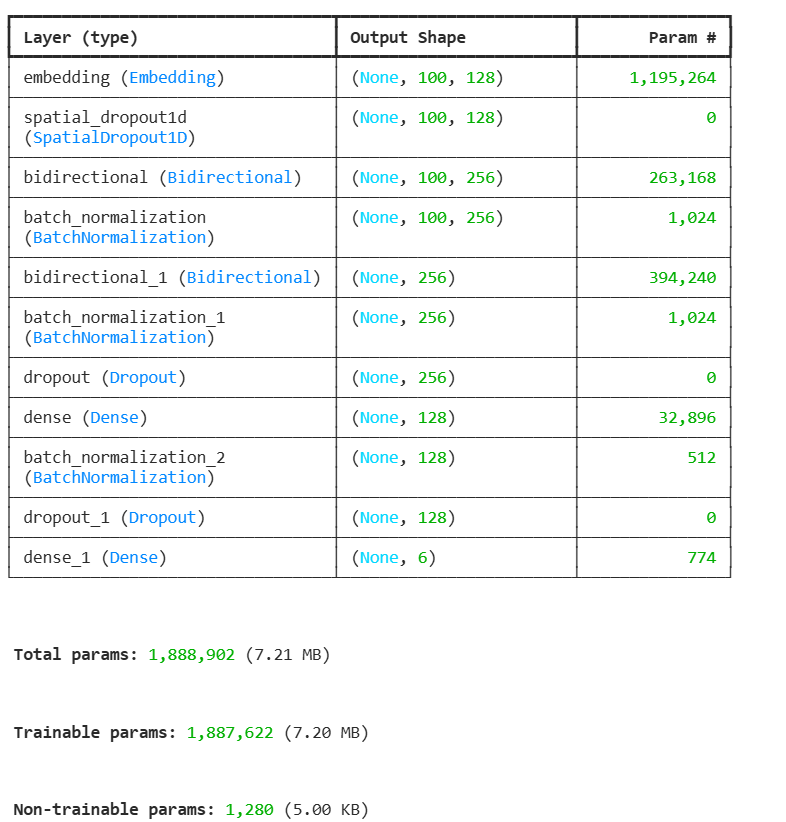 Layer (type) Output Shape Param #
embedding (Embedding) (None, 100, 128) 1,195,264
spatial_dropout1d (None, 100, 128) 0
(SpatialDropout1D)
bidirectional (Bidirectional) (None, 100, 256) 263,168
batch_normalization (None, 100, 256) 1,024
(BatchNormalization)
bidirectional_1 (Bidirectional) (None, 256) 394,240
batch_normalization_1 (None, 256) 1,024
(BatchNormalization)
dropout (Dropout) (None, 256) 0
dense (Dense) (None, 128) 32,896
batch_normalization_2 (None, 128) 512
(BatchNormalization)
dropout_1 (Dropout) (None, 128) 0
dense_1 (Dense) (None, 6) 774
Total params: 1,888,902 (7.21 MB)
Trainable params: 1,887,622 (7.20 MB)
Non-trainable params: 1,280 (5.00 KB)